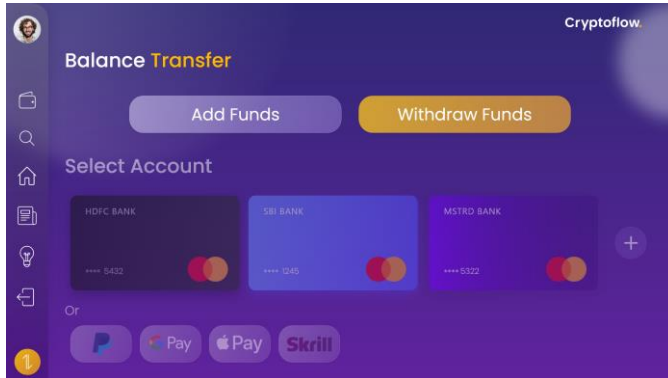 Cryptoflow.
Balance Transfer
Add Funds
Withdraw Funds
Select Account
HDFC BANK
SBI BANK
MSTRD BANK
•••• 5432
•••• 1245
•••• 5322
Or
G Pay
Pay
Skrill